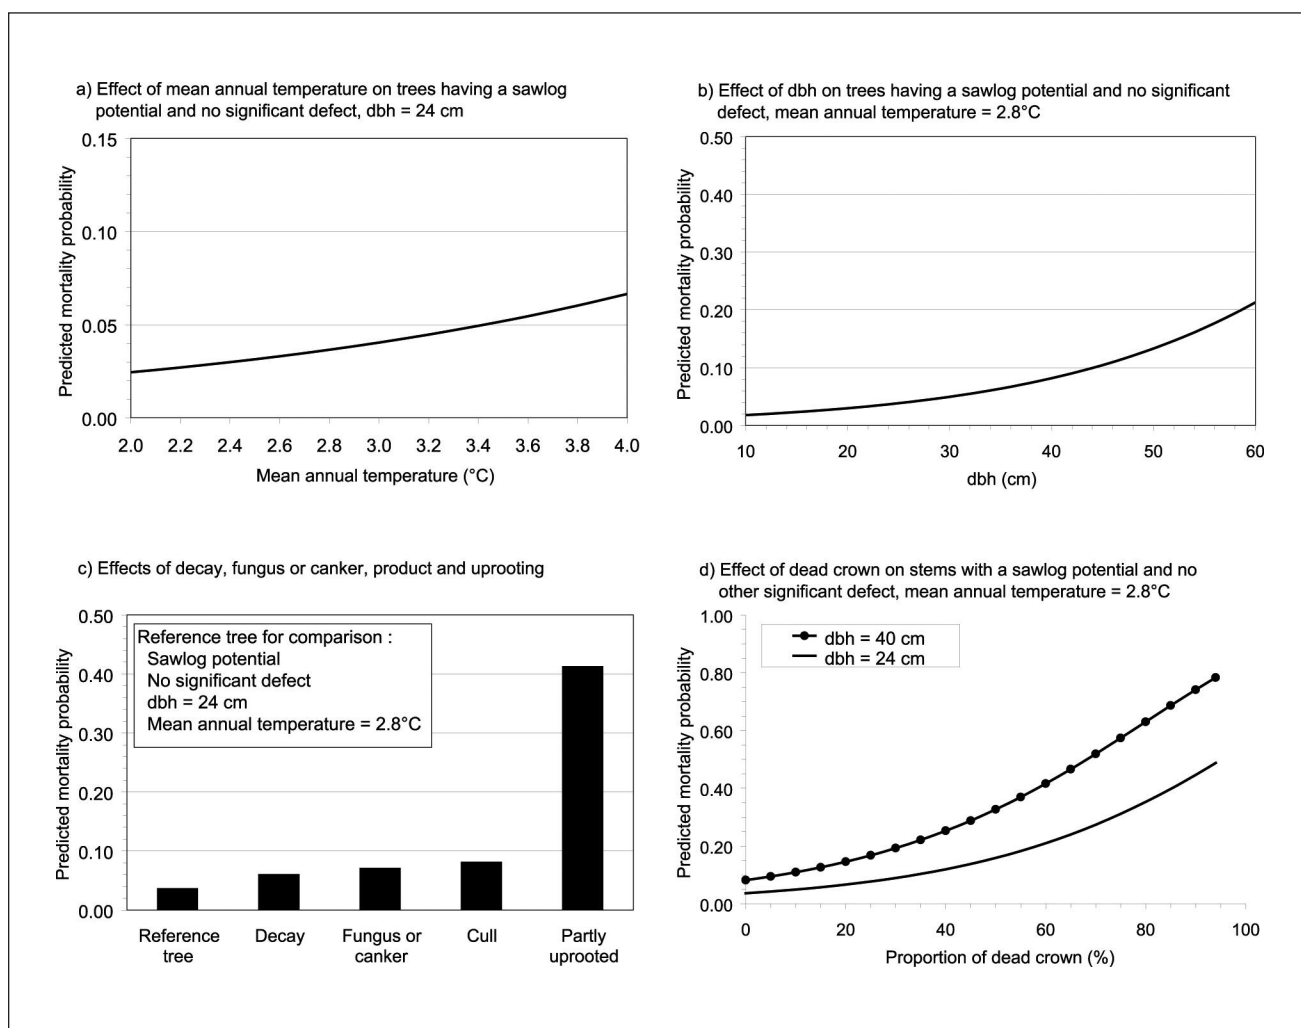 a) Effect of mean annual temperature on trees having a sawlog
potential and no significant defect, dbh = 24 cm
Predicted mortality probability
0.15
0.10
0.05
0.00
2.0 2.2 2.4 2.6 2.8 3.0 3.2 3.4 3.6 3.8 4.0
Mean annual temperature (°C)
b) Effect of dbh on trees having a sawlog potential and no significant
defect, mean annual temperature = 2.8°C
Predicted mortality probability
0.50
0.40
0.30
0.20
0.10
0.00
10 20 30 40 50 60
dbh (cm)
c) Effects of decay, fungus or canker, product and uprooting
Predicted mortality probability
0.50
0.40
0.30
0.20
0.10
0.00
Reference tree for comparison :
Sawlog potential
No significant defect
dbh = 24 cm
Mean annual temperature = 2.8°C
Reference
tree
Decay
Fungus or
canker
Cull
Partly
uprooted
d) Effect of dead crown on stems with a sawlog potential and no
other significant defect, mean annual temperature = 2.8°C
Predicted mortality probability
1.00
0.80
0.60
0.40
0.20
0.00
dbh = 40 cm
dbh = 24 cm
0 20 40 60 80 100
Proportion of dead crown (%)